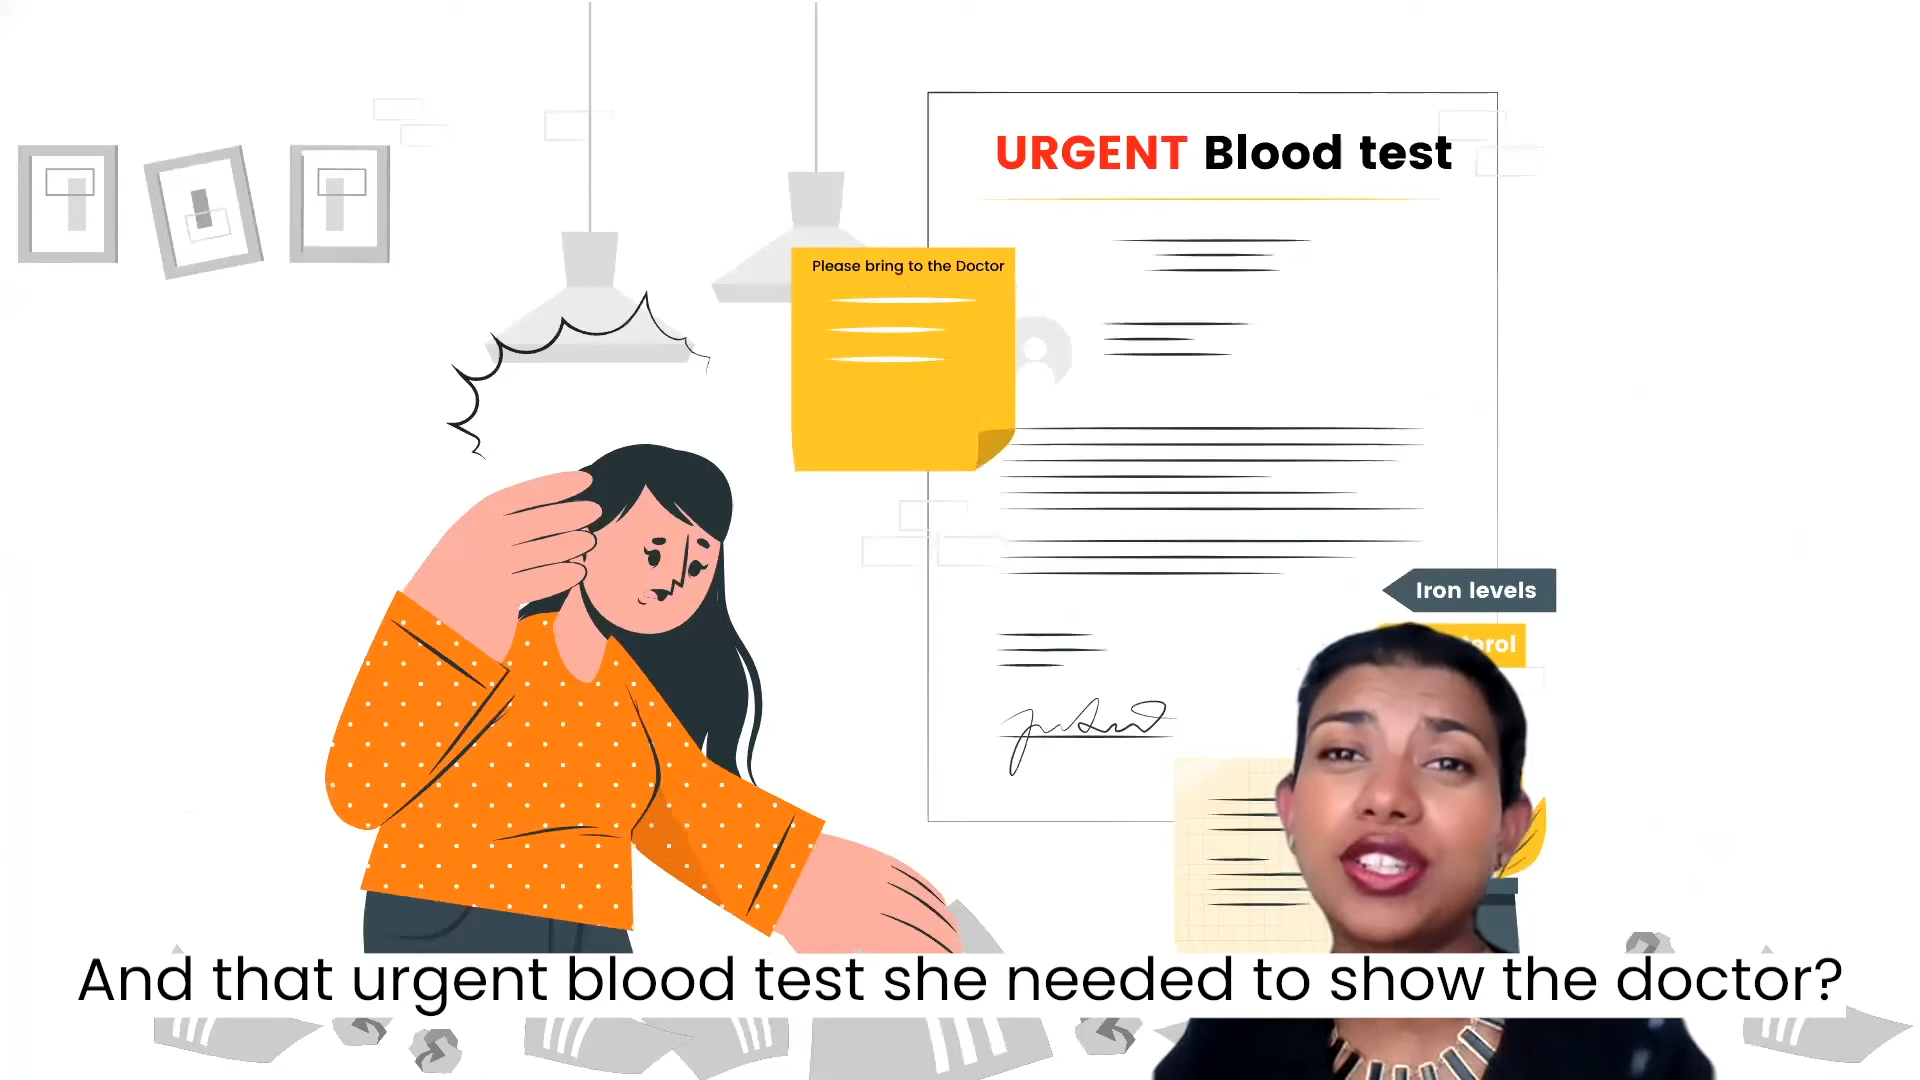 URGENT Blood test
Please bring to the Doctor
Iron levels
And that urgent blood test she needed to show the doctor?